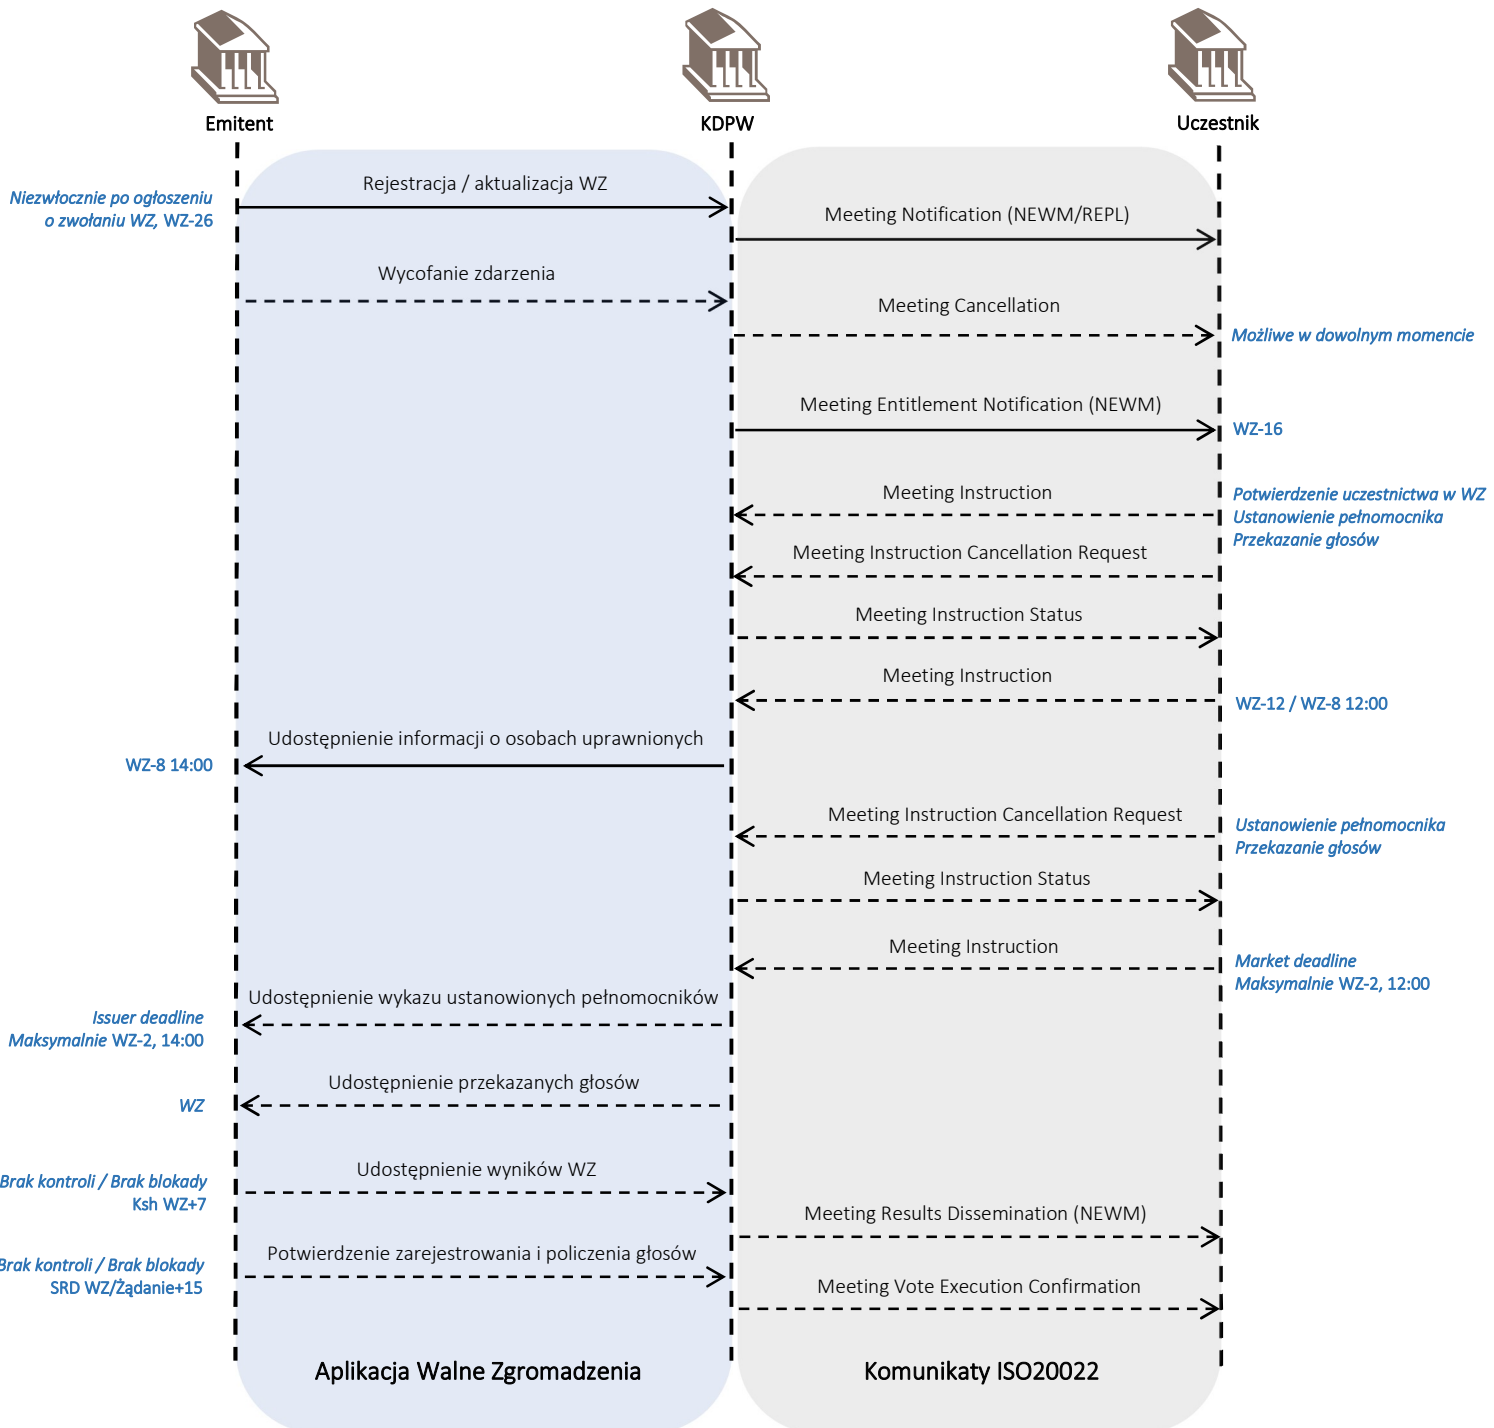 Emitent
KDPW
Uczestnik
Rejestracja / aktualizacja WZ
Niezwłocznie po ogłoszeniu
o zwołaniu WZ, WZ-26
Meeting Notification (NEWM/REPL)
Wycofanie zdarzenia
Meeting Cancellation
Możliwe w dowolnym momencie
Meeting Entitlement Notification (NEWM)
WZ-16
Meeting Instruction
Potwierdzenie uczestnictwa w WZ
Ustanowienie pełnomocnika
Przekazanie głosów
Meeting Instruction Cancellation Request
Meeting Instruction Status
Meeting Instruction
WZ-12 / WZ-8 12:00
Udostępnienie informacji o osobach uprawnionych
WZ-8 14:00
Meeting Instruction Cancellation Request
Ustanowienie pełnomocnika
Przekazanie głosów
Meeting Instruction Status
Meeting Instruction
Market deadline
Maksymalnie WZ-2, 12:00
Udostępnienie wykazu ustanowionych pełnomocników
Issuer deadline
Maksymalnie WZ-2, 14:00
Udostępnienie przekazanych głosów
WZ
Udostępnienie wyników WZ
Brak kontroli / Brak blokady
Ksh WZ+7
Meeting Results Dissemination (NEWM)
Potwierdzenie zarejestrowania i policzenia głosów
Brak kontroli / Brak blokady
SRD WZ/Żądanie+15
Meeting Vote Execution Confirmation
Aplikacja Walne Zgromadzenia
Komunikaty ISO20022